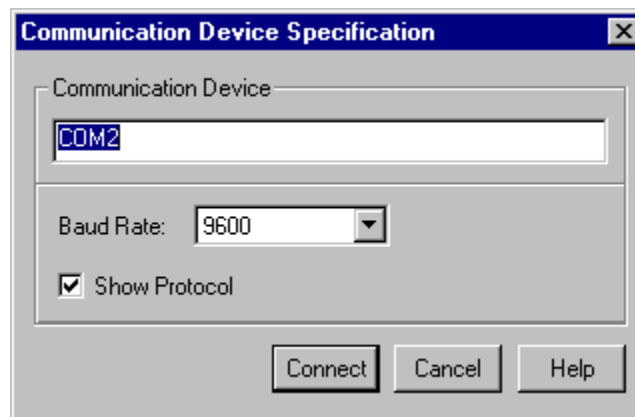 Communication Device Specification
Communication Device
COM2
Baud Rate: 9600
Show Protocol
Connect Cancel Help